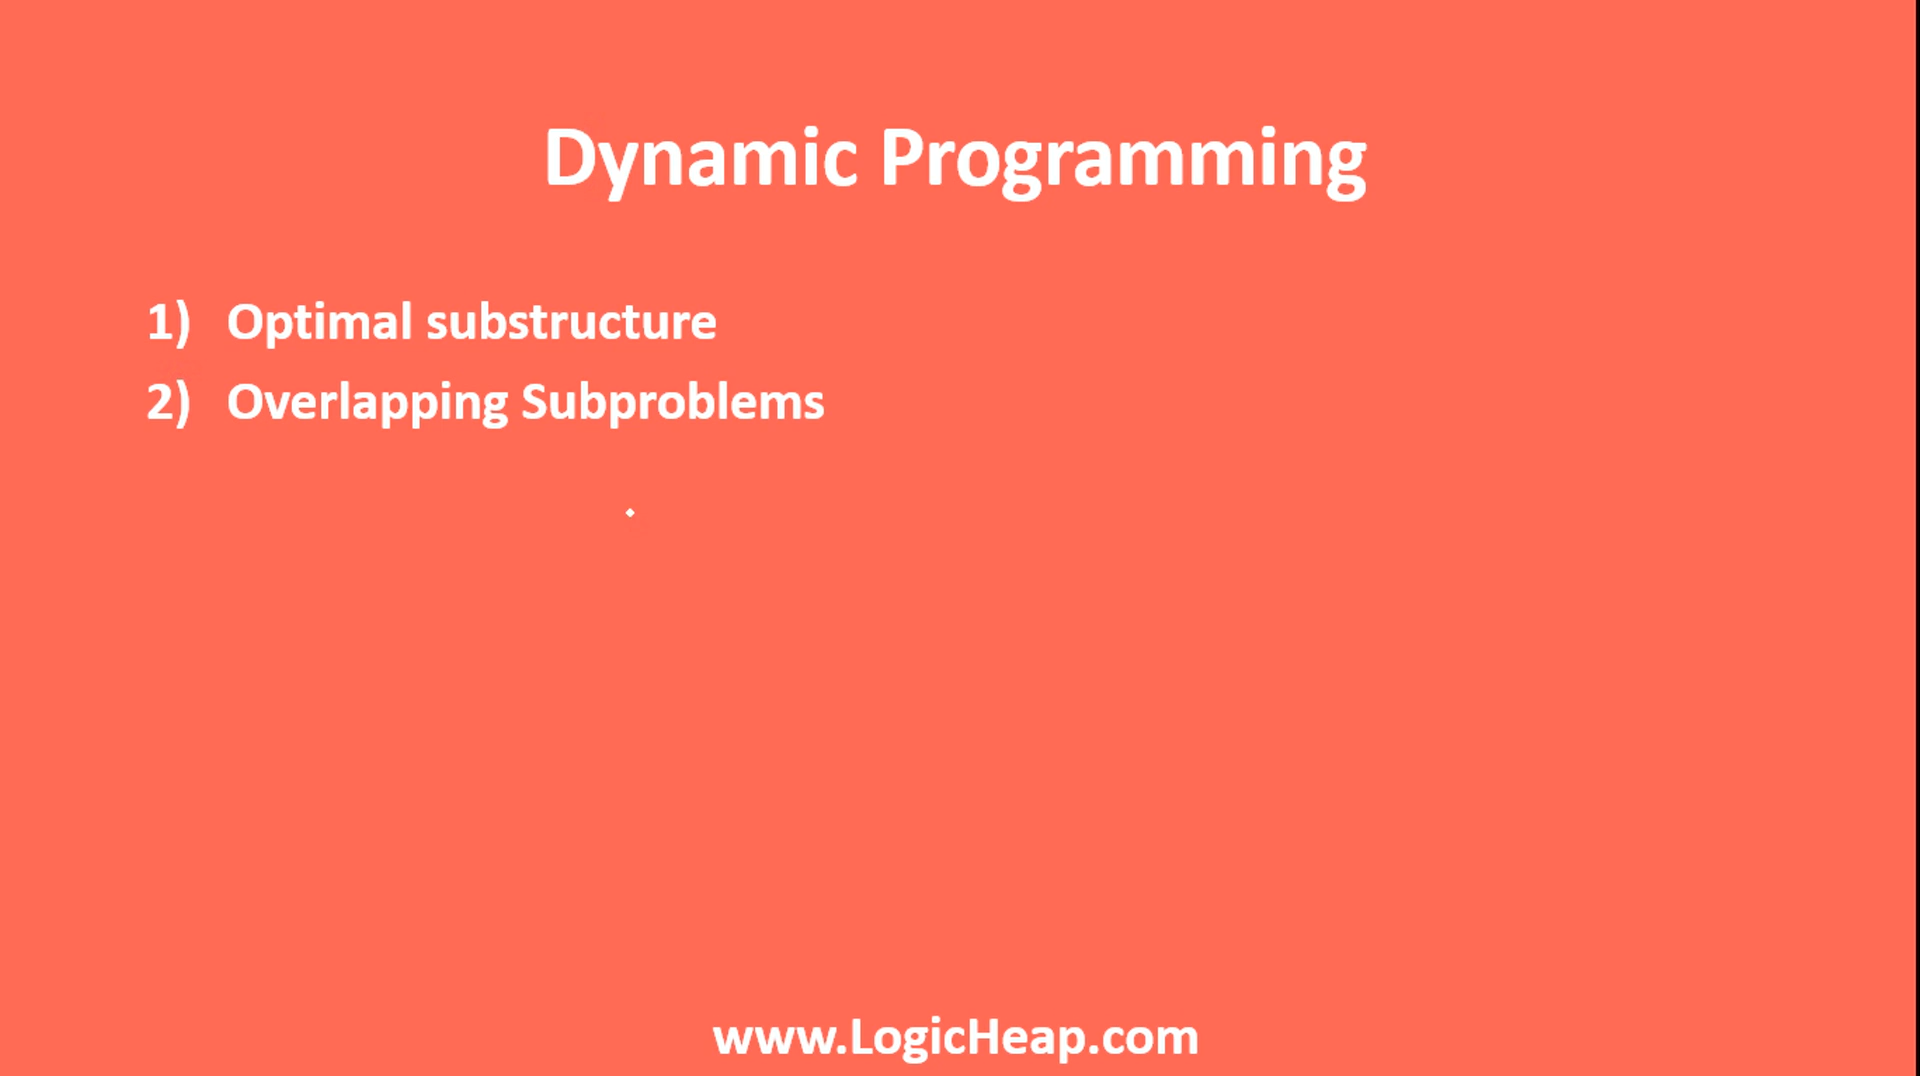 Dynamic Programming
1) Optimal substructure
2) Overlapping Subproblems
www.LogicHeap.com